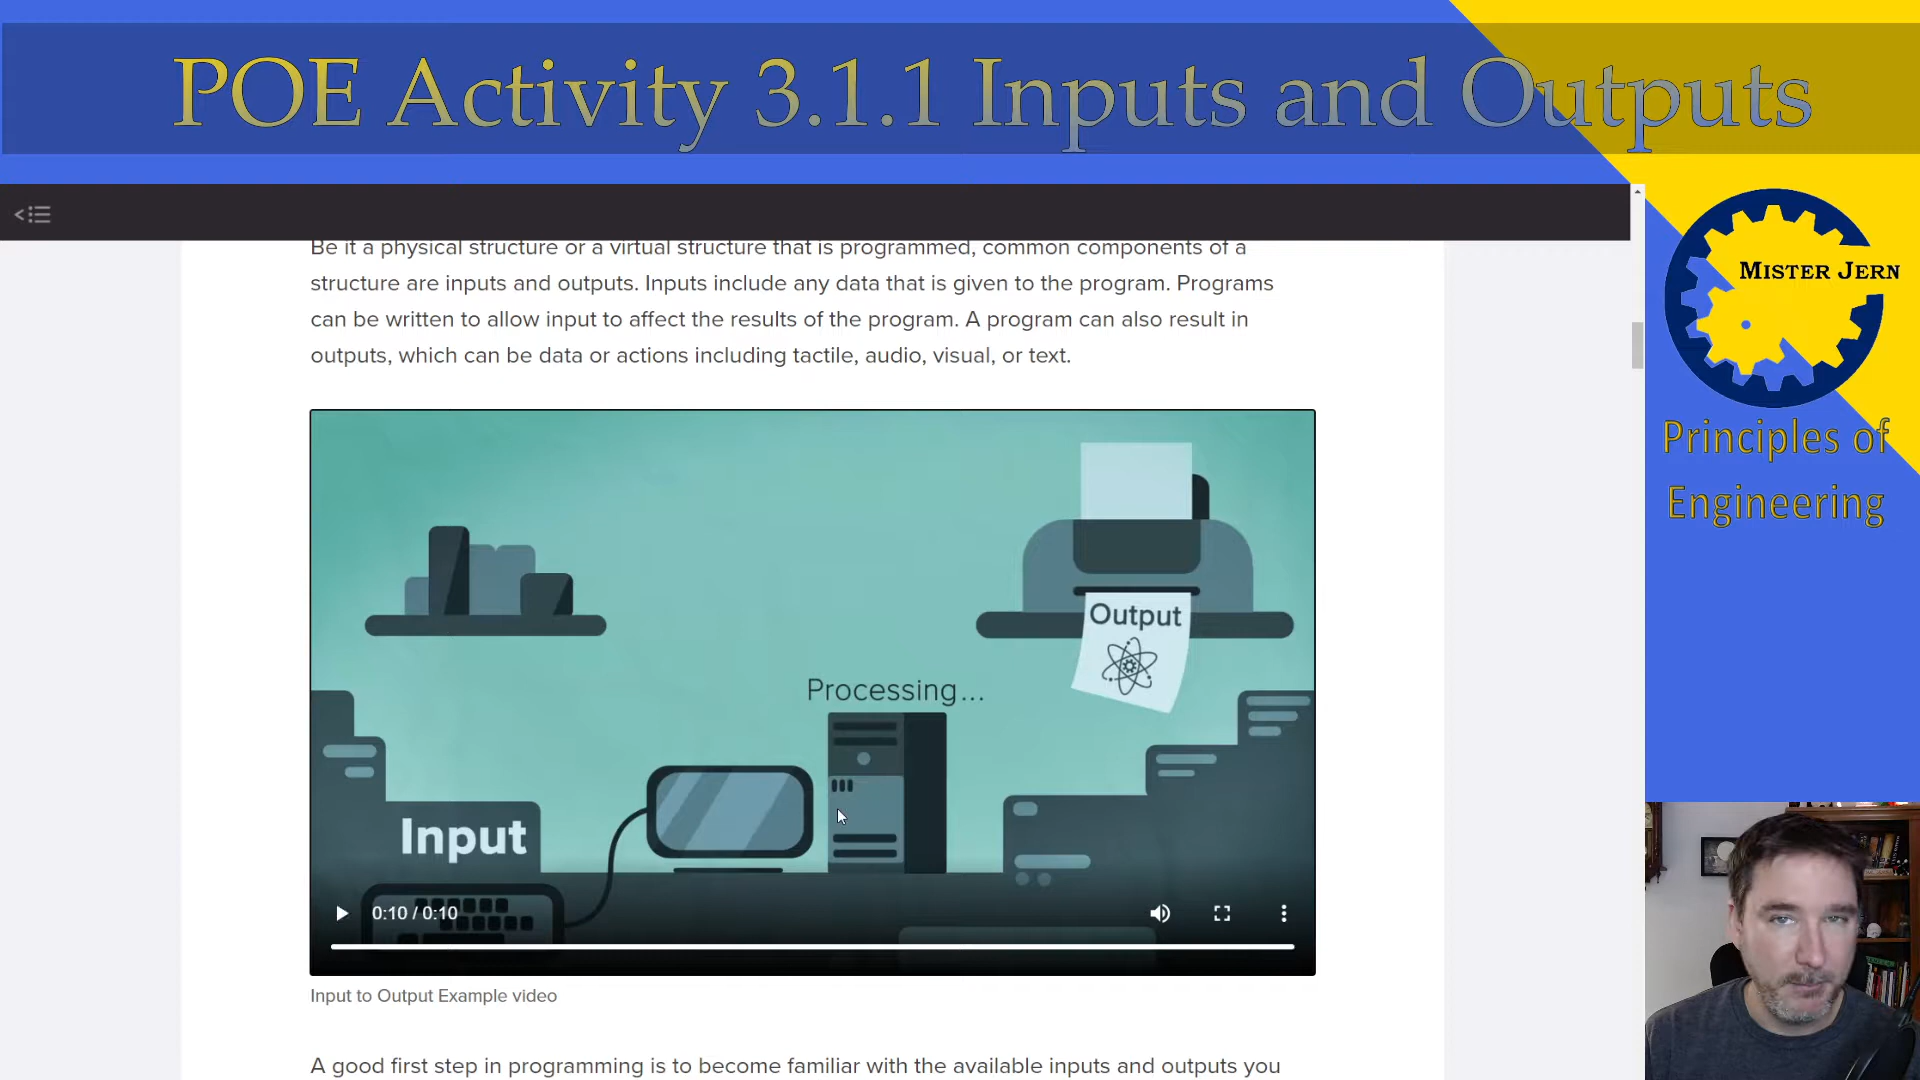 POE Activity 3.1.1 Inputs and Outputs
MISTER JERN
Principles of
Engineering
Be it a physical structure or a virtual structure that is programmed, common components of a
structure are inputs and outputs. Inputs include any data that is given to the program. Programs
can be written to allow input to affect the results of the program. A program can also result in
outputs, which can be data or actions including tactile, audio, visual, or text.
Output
Processing...
Input
0:10 / 0:10
Input to Output Example video
A good first step in programming is to become familiar with the available inputs and outputs you